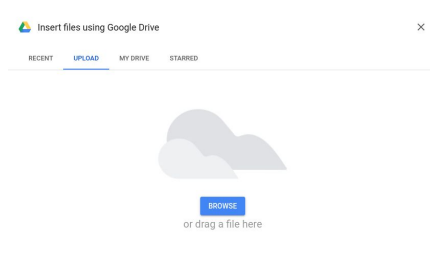 Insert files using Google Drive
RECENT UPLOAD MY DRIVE STARRED
BROWSE
or drag a file here